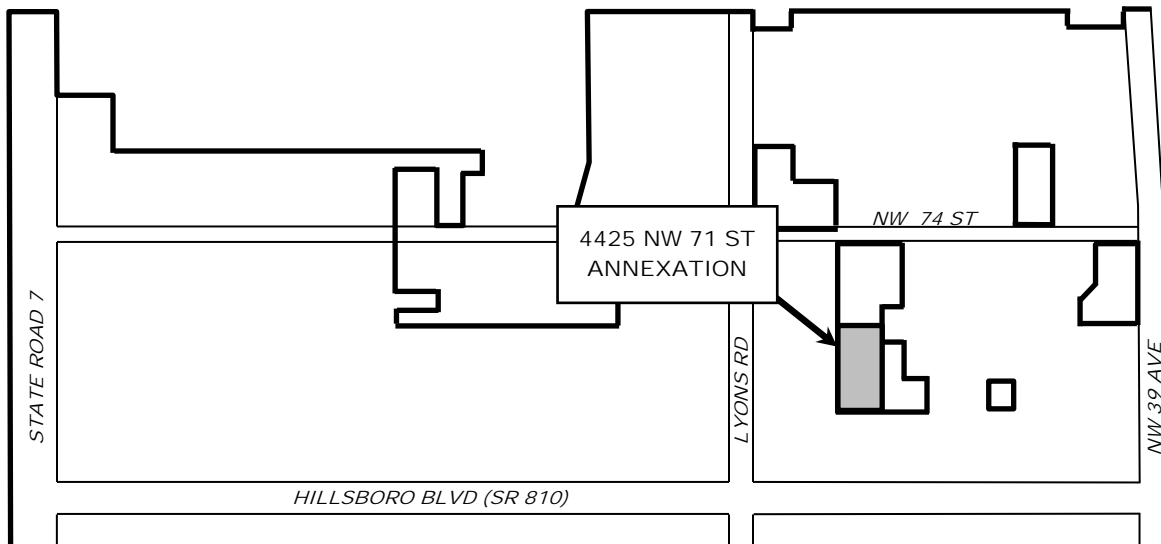 NW 74 ST
4425 NW 71 ST
ANNEXATION
STATE ROAD 7
LYONS RD
NW 39 AVE
HILLSBORO BLVD (SR 810)